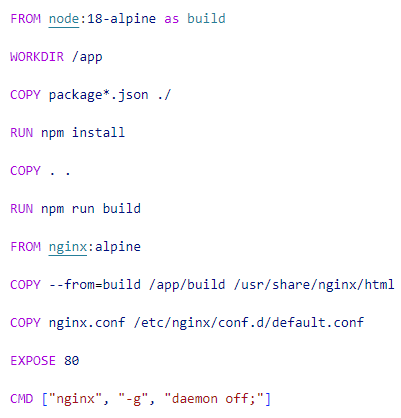 FROM node:18-alpine as build
WORKDIR /app
COPY package*.json ./
RUN npm install
COPY . .
RUN npm run build
FROM nginx:alpine
COPY --from=build /app/build /usr/share/nginx/html
COPY nginx.conf /etc/nginx/conf.d/default.conf
EXPOSE 80
CMD ["nginx", "-g", "daemon off;"]